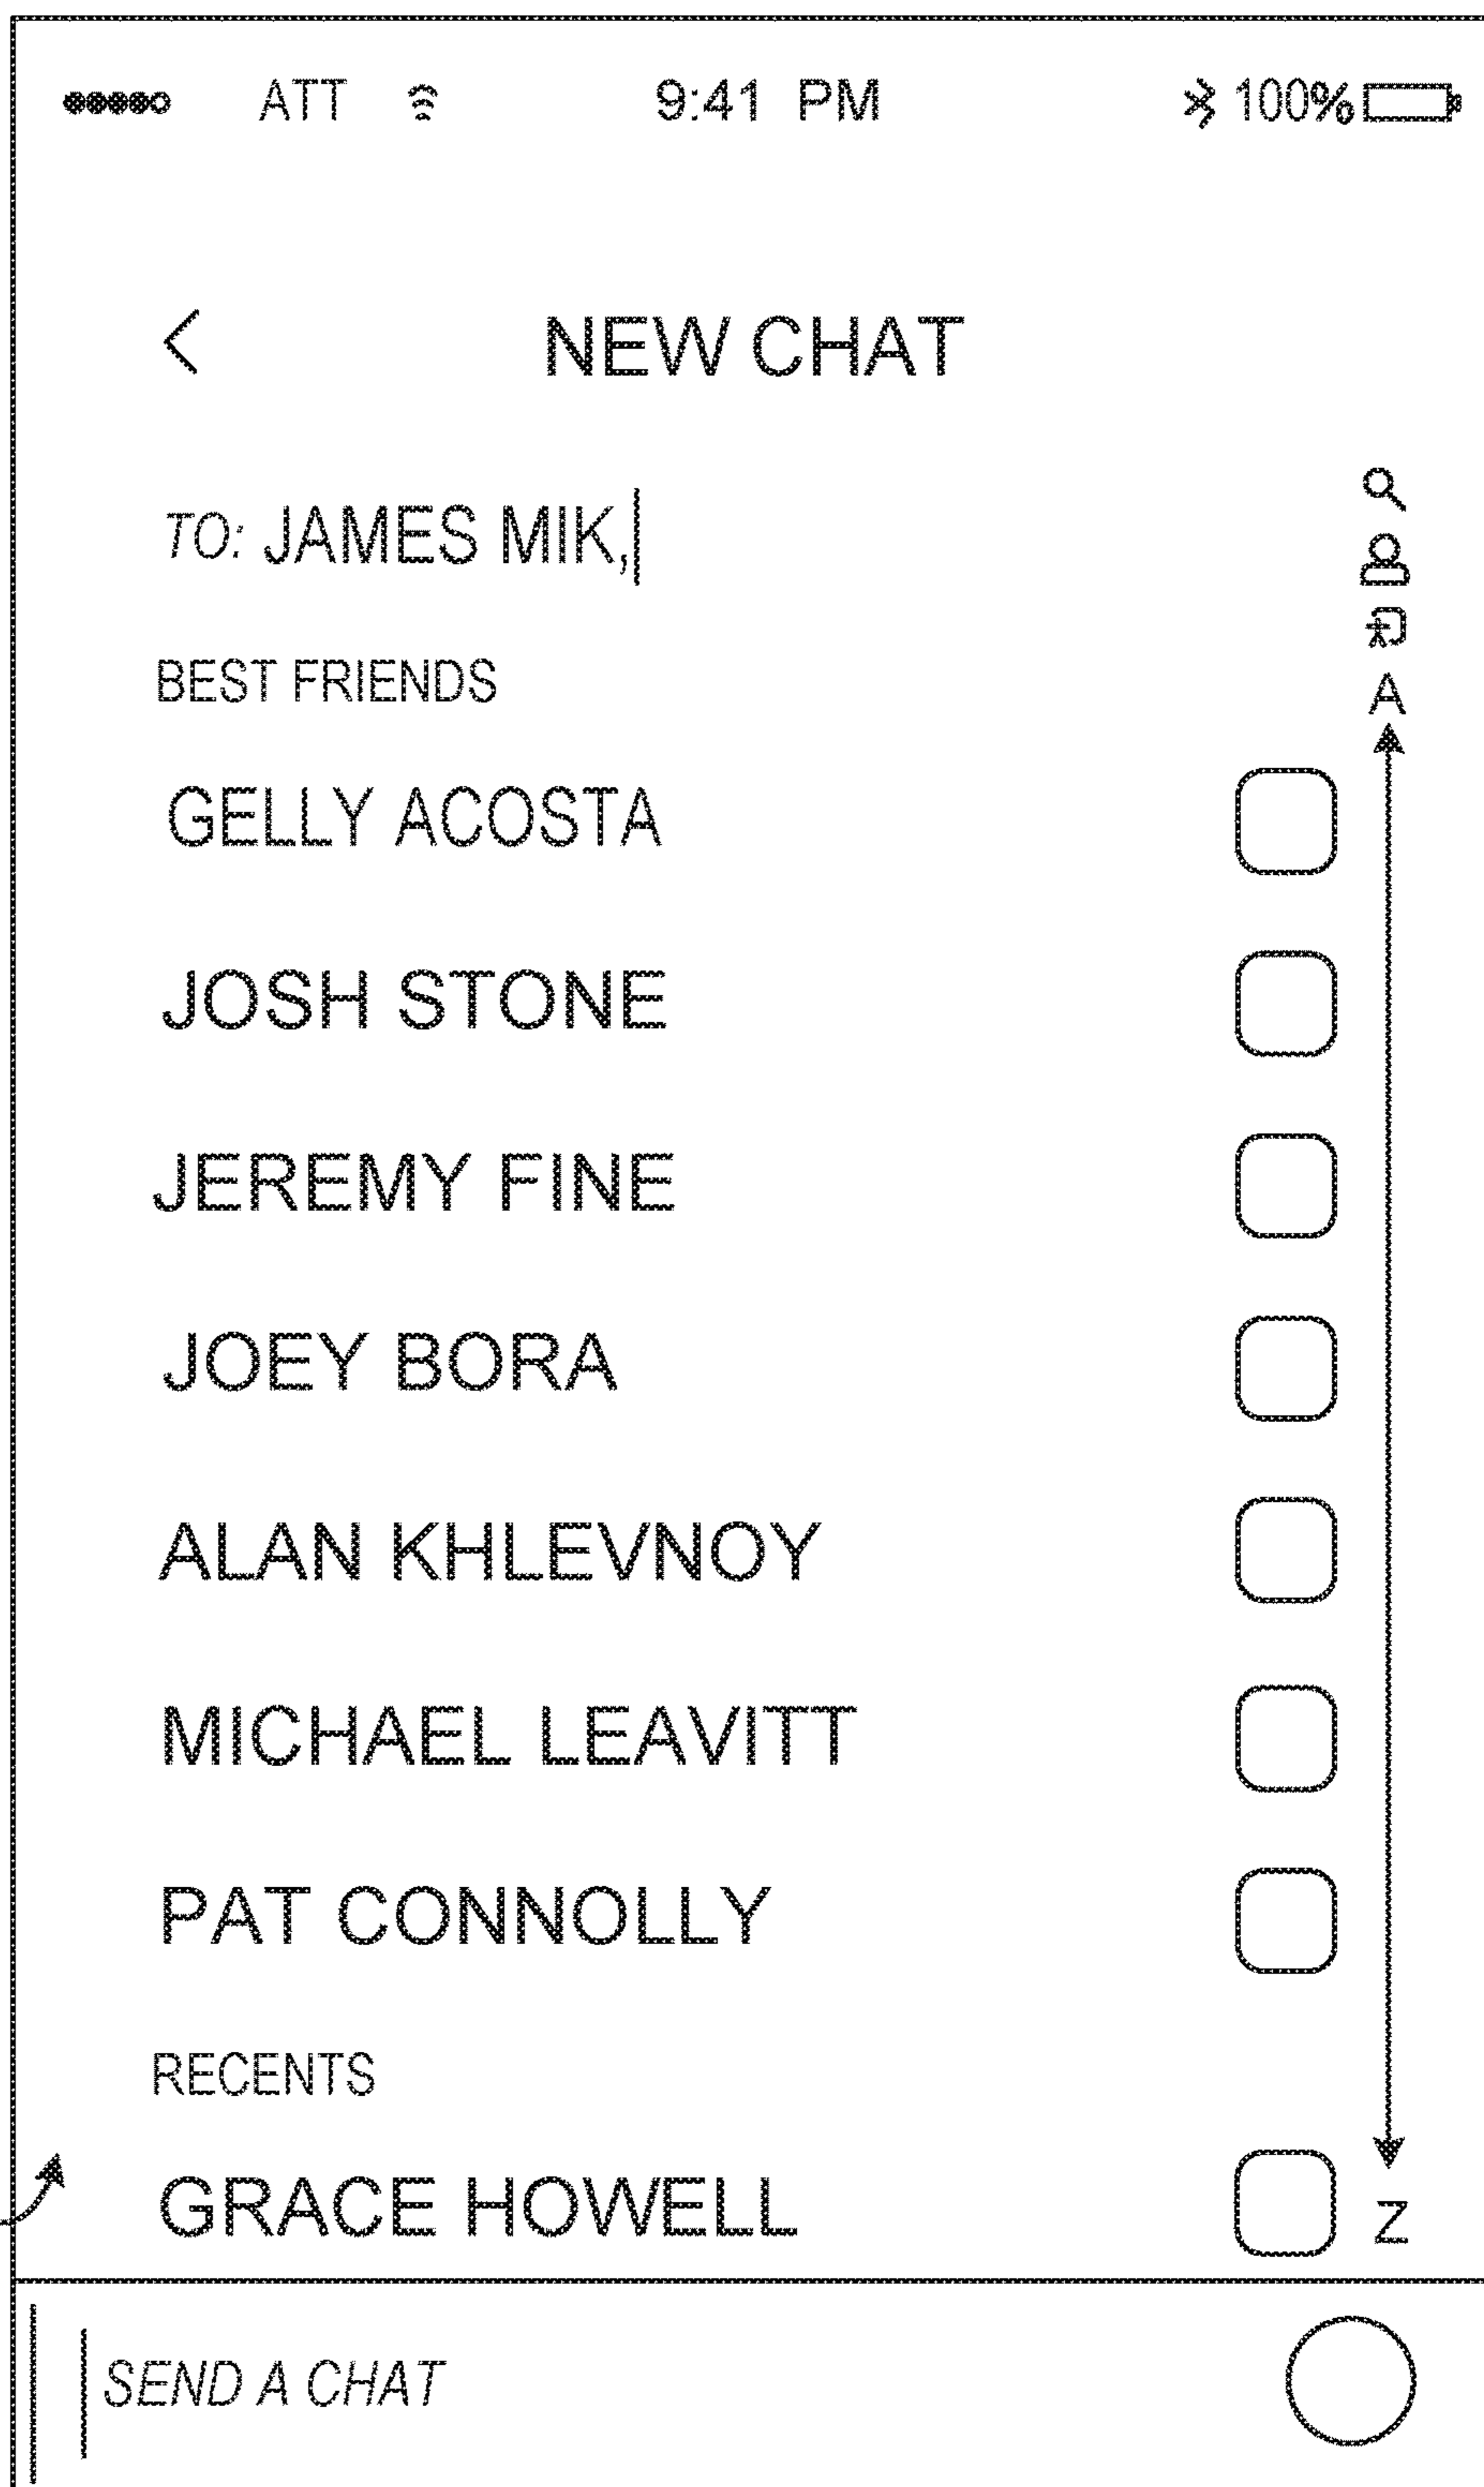 ATT 9:41 PM 100%
NEW CHAT
TO: JAMES MIK,
BEST FRIENDS
A
GELLY ACOSTA
JOSH STONE
JEREMY FINE
JOEY BORA
ALAN KHLEVNOY
MICHAEL LEAVITT
PAT CONNOLLY
RECENTS
GRACE HOWELL
Z
SEND A CHAT